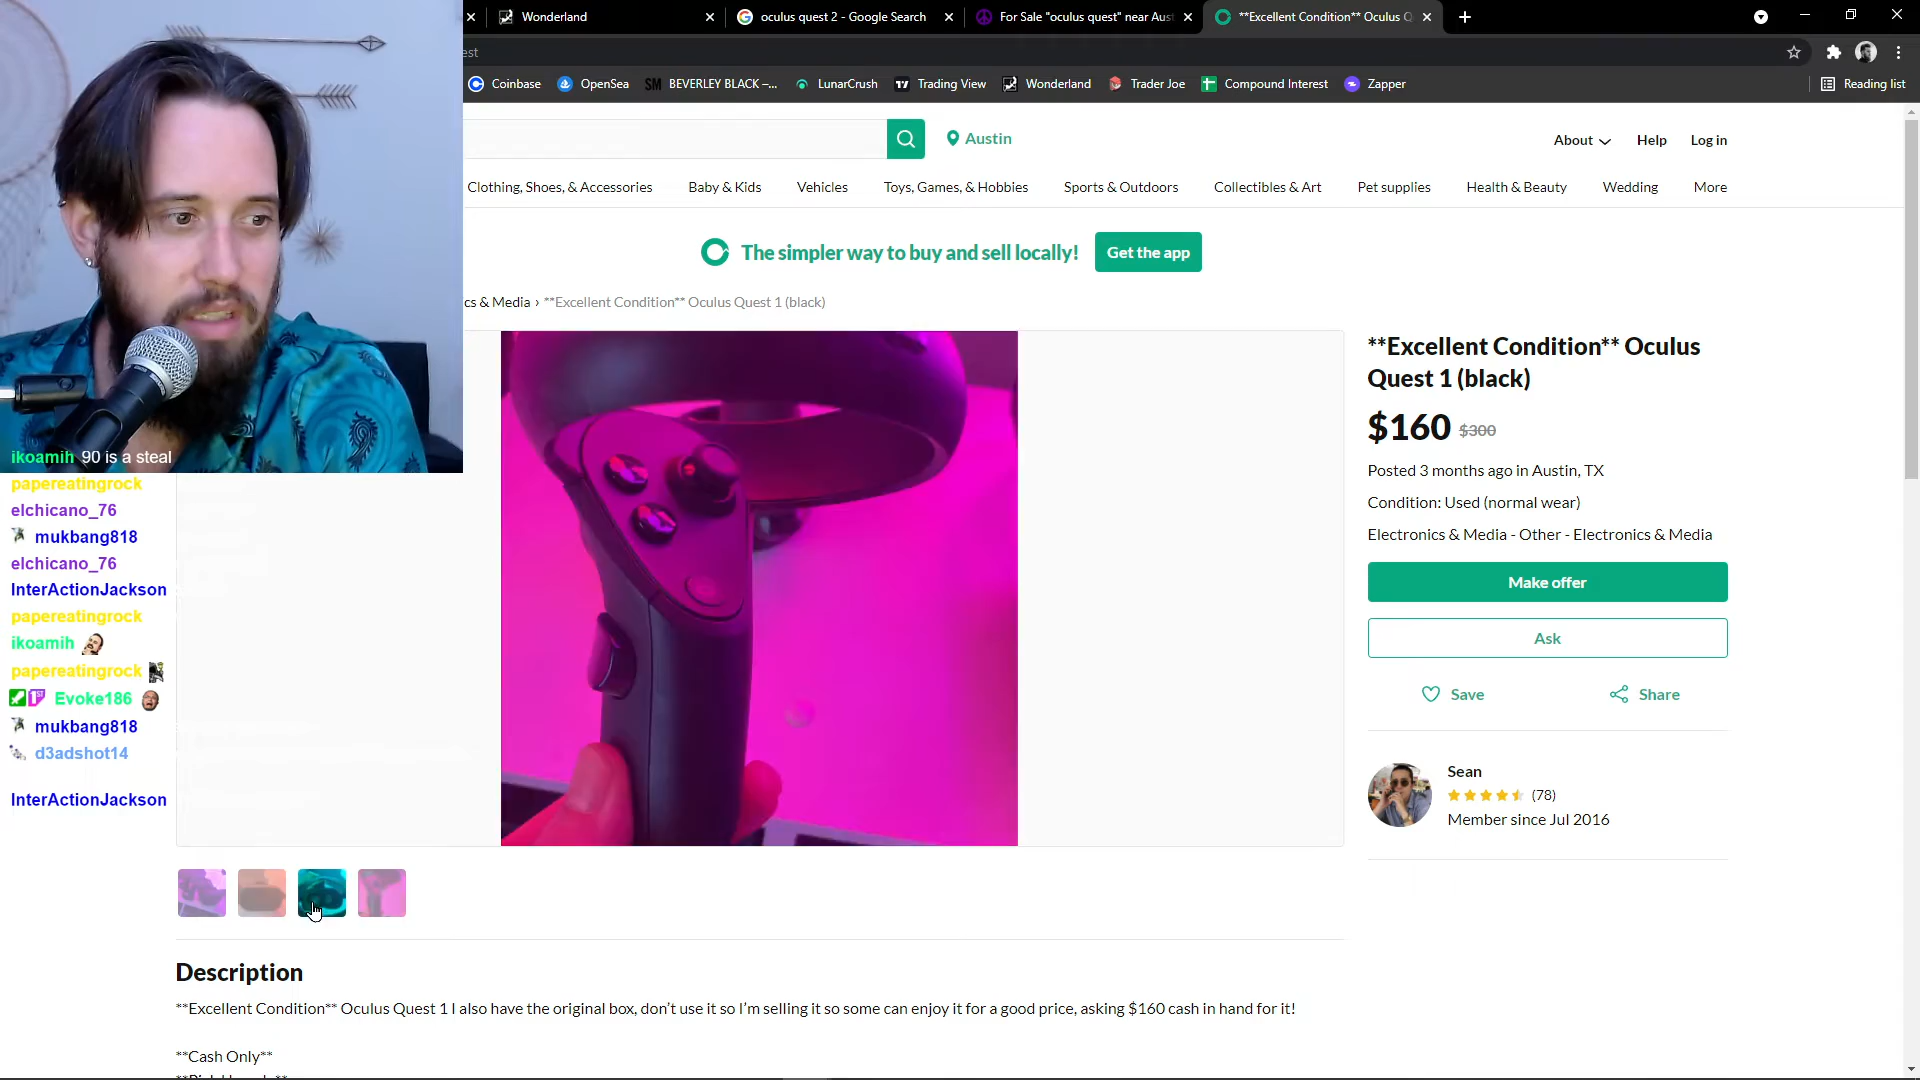 Wonderland
oculus quest 2 - Google Search
For Sale "oculus quest" near Aus
**Excellent Condition** Oculus Q
est
Coinbase
OpenSea
BEVERLEY BLACK –...
LunarCrush
Trading View
Wonderland
Trader Joe
Compound Interest
Zapper
Reading list
Austin
About
Help
Log in
Clothing, Shoes, & Accessories
Baby & Kids
Vehicles
Toys, Games, & Hobbies
Sports & Outdoors
Collectibles & Art
Pet supplies
Health & Beauty
Wedding
More
The simpler way to buy and sell locally!
Get the app
cs & Media › **Excellent Condition** Oculus Quest 1 (black)
**Excellent Condition** Oculus
Quest 1 (black)
$160 $300
Posted 3 months ago in Austin, TX
Condition: Used (normal wear)
Electronics & Media - Other - Electronics & Media
Make offer
Ask
Save
Share
Sean
(78)
Member since Jul 2016
ikoamih 90 is a steal
papereatingrock
elchicano_76
mukbang818
elchicano_76
InterActionJackson
papereatingrock
ikoamih
papereatingrock
Evoke186
mukbang818
d3adshot14
InterActionJackson
Description
**Excellent Condition** Oculus Quest 1 I also have the original box, don't use it so I'm selling it so some can enjoy it for a good price, asking $160 cash in hand for it!
**Cash Only**